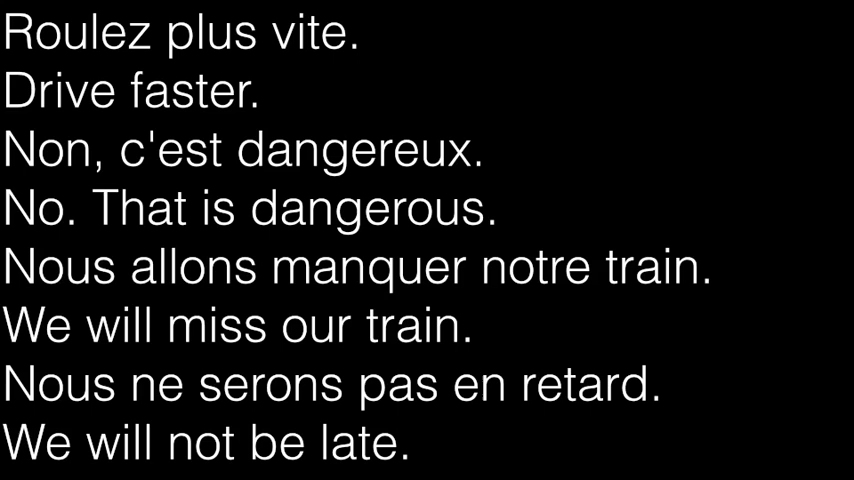 Roulez plus vite.
Drive faster.
Non, c'est dangereux.
No. That is dangerous.
Nous allons manquer notre train.
We will miss our train.
Nous ne serons pas en retard.
We will not be late.